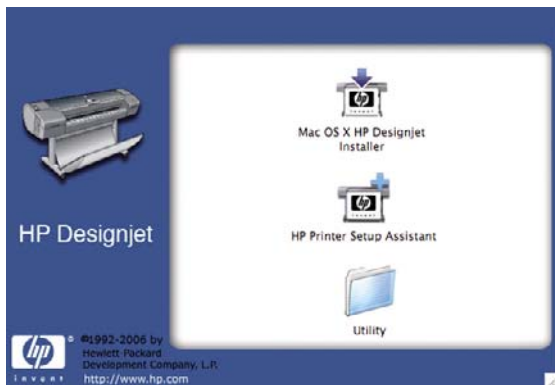 Mac OS X HP Designjet
Installer
HP Printer Setup Assistant
Utility
HP Designjet
hp
invent
®
©1992-2006 by
Hewlett-Packard
Development Company, L.P.
http://www.hp.com